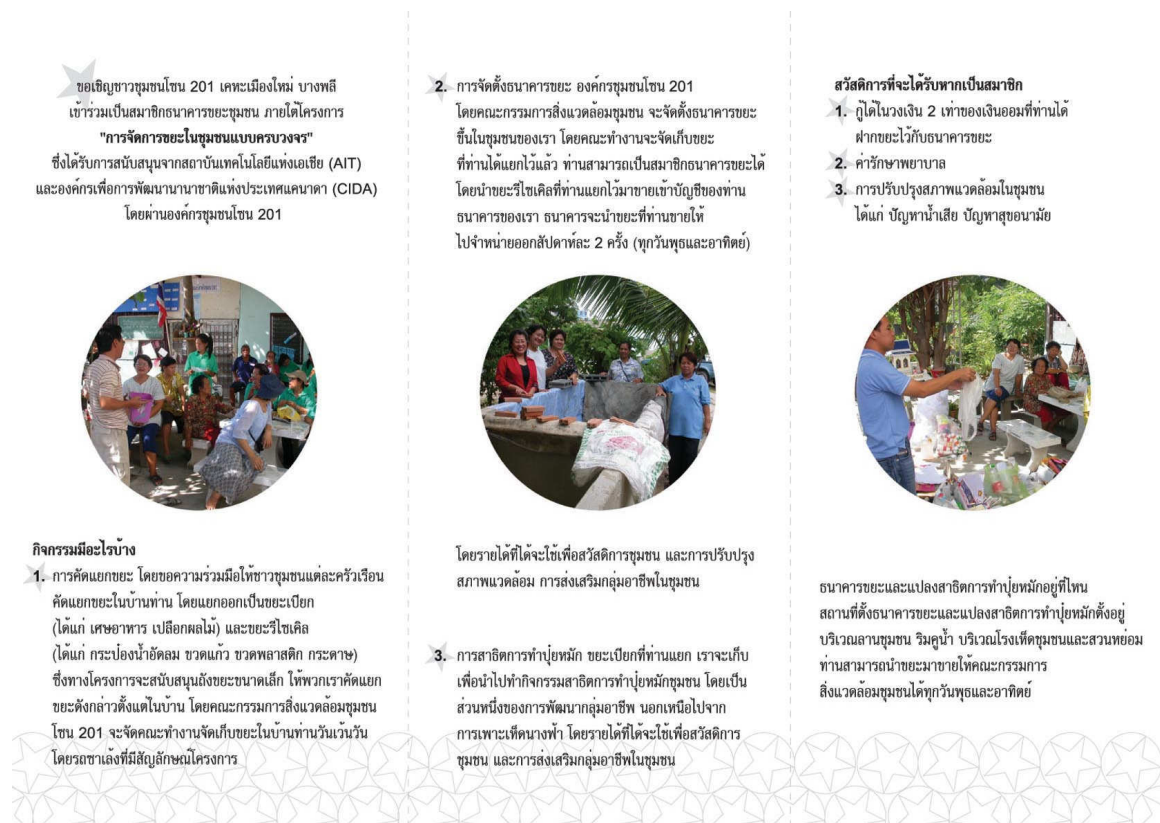 ขอเชิญชาวชุมชนโซน 201 เคหะเมืองใหม่ บางพลี
เข้าร่วมเป็นสมาชิกธนาคารขยะชุมชน ภายใต้โครงการ
"การจัดการขยะในชุมชนแบบครบวงจร"
ซึ่งได้รับการสนับสนุนจากสถาบันเทคโนโลยีแห่งเอเชีย (AIT)
และองค์กรเพื่อการพัฒนานานาชาติแห่งประเทศแคนาดา (CIDA)
โดยผ่านองค์กรชุมชนโซน 201
กิจกรรมมีอะไรบ้าง
1. การคัดแยกขยะ โดยขอความร่วมมือให้ชาวชุมชนแต่ละครัวเรือน
คัดแยกขยะในบ้านท่าน โดยแยกออกเป็นขยะเปียก
(ได้แก่ เศษอาหาร เปลือกผลไม้) และขยะรีไซเคิล
(ได้แก่ กระป๋องน้ำอัดลม ขวดแก้ว ขวดพลาสติก กระดาษ)
ซึ่งทางโครงการจะสนับสนุนถังขยะขนาดเล็ก ให้พวกเราคัดแยก
ขยะดังกล่าวตั้งแต่ในบ้าน โดยคณะกรรมการสิ่งแวดล้อมชุมชน
โซน 201 จะจัดคณะทำงานจัดเก็บขยะในบ้านท่านวันเว้นวัน
โดยรถซาเล้งที่มีสัญลักษณ์โครงการ
2. การจัดตั้งธนาคารขยะ องค์กรชุมชนโซน 201
โดยคณะกรรมการสิ่งแวดล้อมชุมชน จะจัดตั้งธนาคารขยะ
ขึ้นในชุมชนของเรา โดยคณะทำงานจะจัดเก็บขยะ
ที่ท่านได้แยกไว้แล้ว ท่านสามารถเป็นสมาชิกธนาคารขยะได้
โดยนำขยะรีไซเคิลที่ท่านแยกไว้มาขายเข้าบัญชีของท่าน
ธนาคารของเรา ธนาคารจะนำขยะที่ท่านขายให้
ไปจำหน่ายออกสัปดาห์ละ 2 ครั้ง (ทุกวันพุธและอาทิตย์)
โดยรายได้ที่ได้จะใช้เพื่อสวัสดิการชุมชน และการปรับปรุง
สภาพแวดล้อม การส่งเสริมกลุ่มอาชีพในชุมชน
3. การสาธิตการทำปุ๋ยหมัก ขยะเปียกที่ท่านแยก เราจะเก็บ
เพื่อนำไปทำกิจกรรมสาธิตการทำปุ๋ยหมักชุมชน โดยเป็น
ส่วนหนึ่งของการพัฒนากลุ่มอาชีพ นอกเหนือไปจาก
การเพาะเห็ดนางฟ้า โดยรายได้ที่ได้จะใช้เพื่อสวัสดิการ
ชุมชน และการส่งเสริมกลุ่มอาชีพในชุมชน
สวัสดิการที่จะได้รับหากเป็นสมาชิก
1. กู้ได้ในวงเงิน 2 เท่าของเงินออมที่ท่านได้
ฝากขยะไว้กับธนาคารขยะ
2. ค่ารักษาพยาบาล
3. การปรับปรุงสภาพแวดล้อมในชุมชน
ได้แก่ ปัญหาน้ำเสีย ปัญหาสุขอนามัย
ธนาคารขยะและแปลงสาธิตการทำปุ๋ยหมักอยู่ที่ไหน
สถานที่ตั้งธนาคารขยะและแปลงสาธิตการทำปุ๋ยหมักตั้งอยู่
บริเวณลานชุมชน ริมคูน้ำ บริเวณโรงเห็ดชุมชนและสวนหย่อม
ท่านสามารถนำขยะมาขายให้คณะกรรมการ
สิ่งแวดล้อมชุมชนได้ทุกวันพุธและอาทิตย์